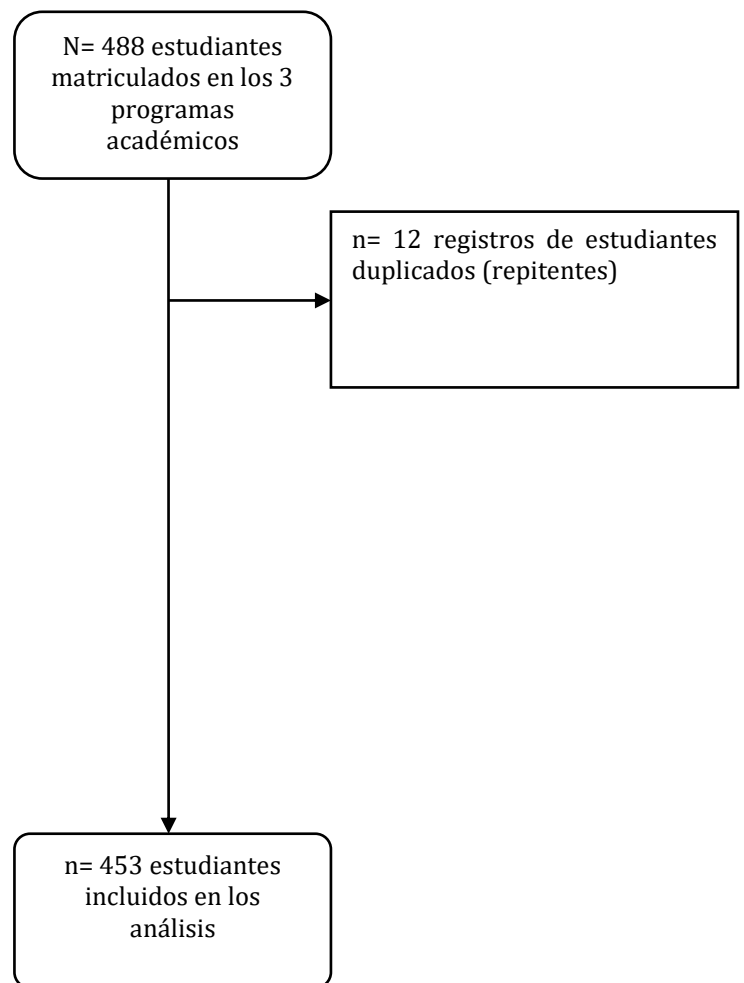 N= 488 estudiantes
matriculados en los 3
programas
académicos
n= 12 registros de estudiantes
duplicados (repitentes)
n= 453 estudiantes
incluidos en los
análisis